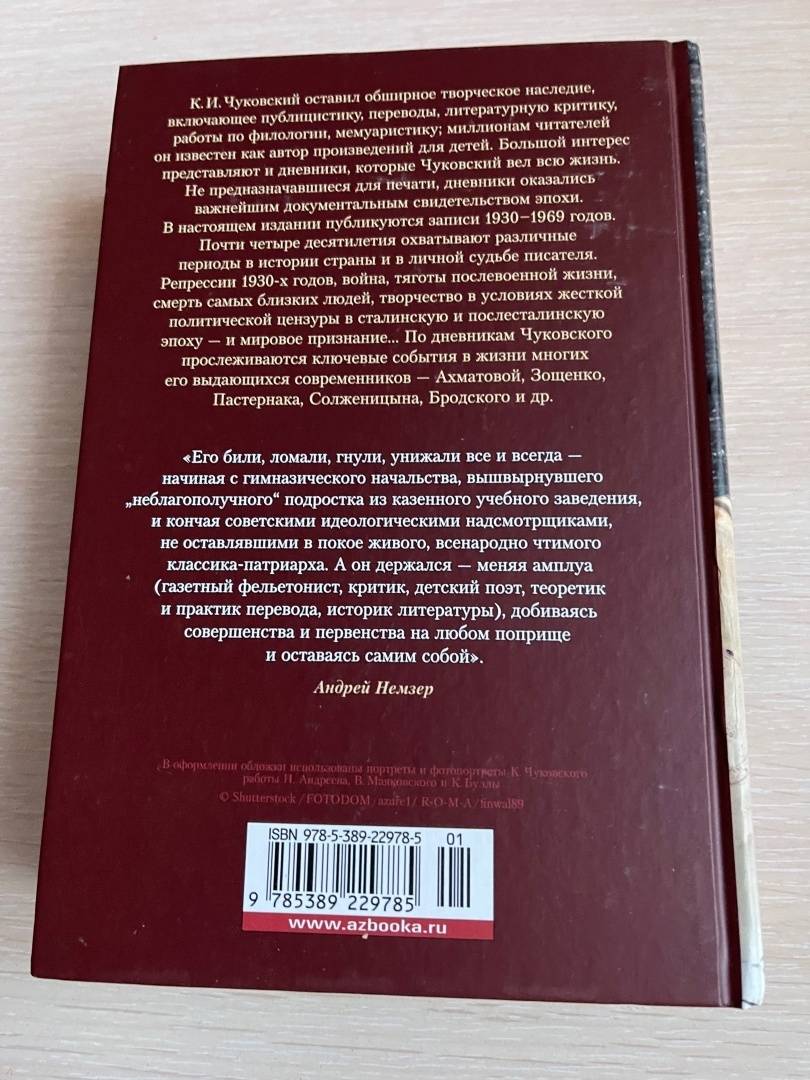 К. И. Чуковский оставил обширное творческое наследие,
включающее публицистику, переводы, литературную критику,
работы по филологии, мемуаристику; миллионам читателей
он известен как автор произведений для детей. Большой интерес
представляют и дневники, которые Чуковский вел всю жизнь.
Не предназначавшиеся для печати, дневники оказались
важнейшим документальным свидетельством эпохи.
В настоящем издании публикуются записи 1930–1969 годов.
Почти четыре десятилетия охватывают различные
периоды в истории страны и в личной судьбе писателя.
Репрессии 1930-х годов, война, тяготы послевоенной жизни,
смерть самых близких людей, творчество в условиях жесткой
политической цензуры в сталинскую и послесталинскую
эпоху — и мировое признание... По дневникам Чуковского
прослеживаются ключевые события в жизни многих
его выдающихся современников — Ахматовой, Зощенко,
Пастернака, Солженицына, Бродского и др.
«Его били, ломали, гнули, унижали все и всегда —
начиная с гимназического начальства, вышвырнувшего
„неблагополучного“ подростка из казенного учебного заведения,
и кончая советскими идеологическими надсмотрщиками,
не оставлявшими в покое живого, всенародно чтимого
классика-патриарха. А он держался — меняя амплуа
(газетный фельетонист, критик, детский поэт, теоретик
и практик перевода, историк литературы), добиваясь
совершенства и первенства на любом поприще
и оставаясь самим собой».
Андрей Немзер
В оформлении обложки использованы портреты и фотопортреты К. Чуковского
работы И. Андреева, В. Маяковского и К. Буллы
© Shutterstock / FOTODOM / azure1 / R-O-M-A / finwal89
ISBN 978-5-389-22978-5
01
9 785389 229785
www.azbooka.ru